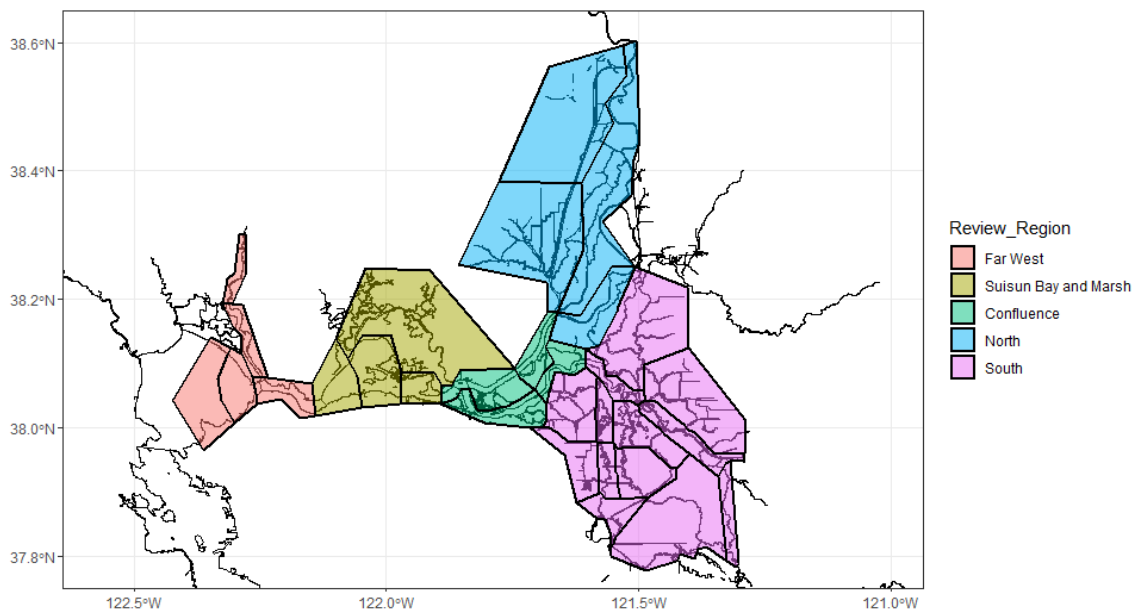 38.6°N
38.4°N
38.2°N
38.0°N
37.8°N
122.5°W
122.0°W
121.5°W
121.0°W
Review_Region
Far West
Suisun Bay and Marsh
Confluence
North
South